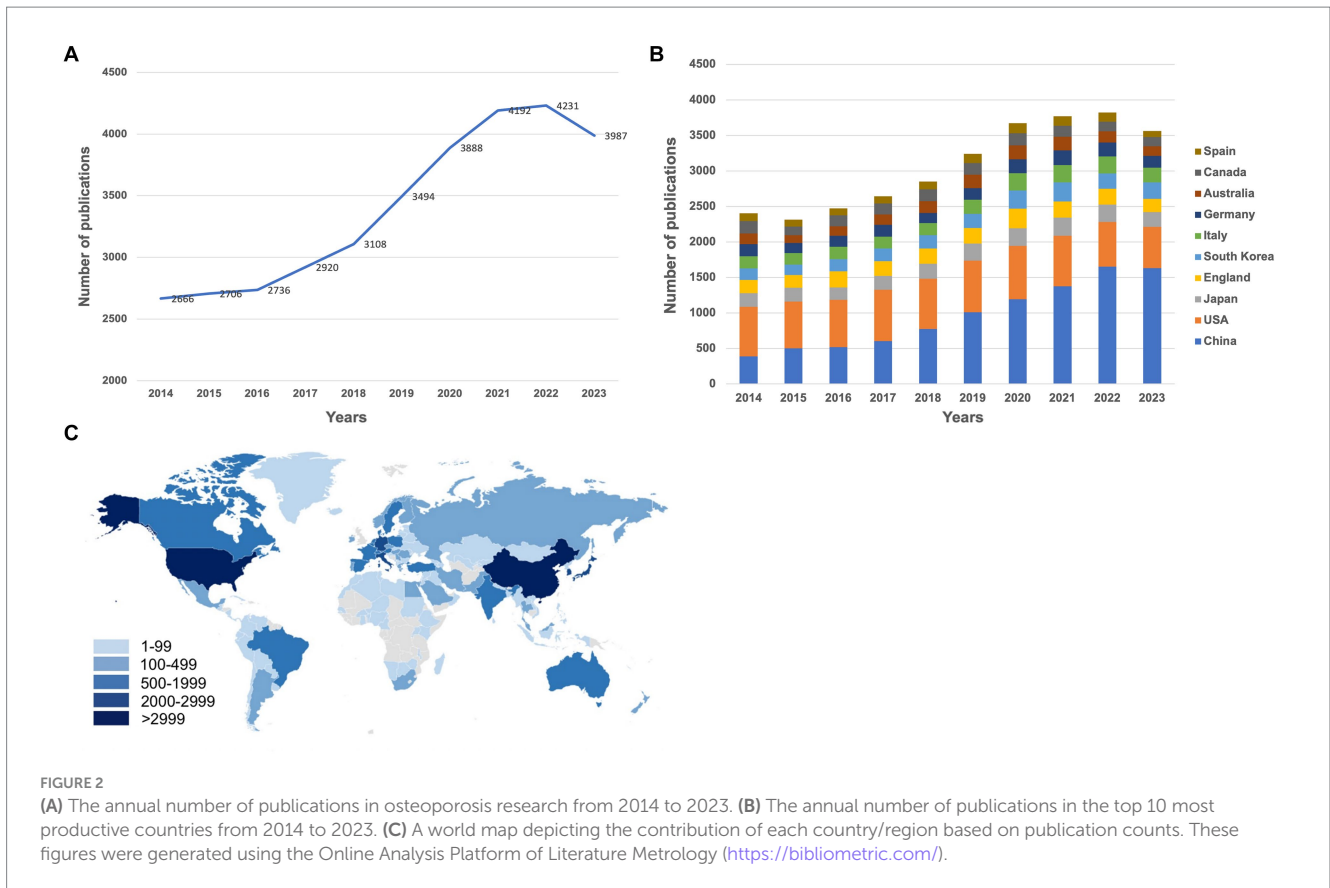 A
Number of publications
4500
4000
3500
3000
2500
2000
2666
2706
2736
2920
3108
3494
3888
4192
4231
3987
2014 2015 2016 2017 2018 2019 2020 2021 2022 2023
Years
B
Number of publications
4500
4000
3500
3000
2500
2000
1500
1000
500
0
2014 2015 2016 2017 2018 2019 2020 2021 2022 2023
Years
Spain
Canada
Australia
Germany
Italy
South Korea
England
Japan
USA
China
C
1-99
100-499
500-1999
2000-2999
>2999
FIGURE 2
(A) The annual number of publications in osteoporosis research from 2014 to 2023. (B) The annual number of publications in the top 10 most
productive countries from 2014 to 2023. (C) A world map depicting the contribution of each country/region based on publication counts. These
figures were generated using the Online Analysis Platform of Literature Metrology (https://bibliometric.com/).